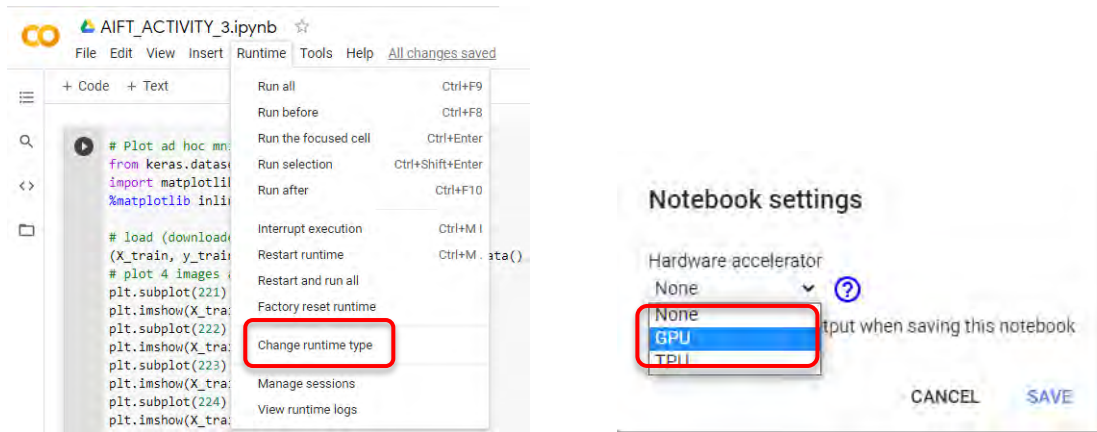 AIFT_ACTIVITY_3.ipynb
File Edit View Insert Runtime Tools Help All changes saved
+ Code + Text
Run all Ctrl+F9
Run before Ctrl+F8
Run the focused cell Ctrl+Enter
Run selection Ctrl+Shift+Enter
Run after Ctrl+F10
Interrupt execution Ctrl+M I
Restart runtime Ctrl+M .
Restart and run all
Factory reset runtime
Change runtime type
Manage sessions
View runtime logs
# Plot ad hoc mn
from keras.datas
import matplotli
%matplotlib inli
# load (download
(X_train, y_trai ata()
# plot 4 images
plt.subplot(221)
plt.imshow(X_tra
plt.subplot(222)
plt.imshow(X_tra
plt.subplot(223)
plt.imshow(X_tra
plt.subplot(224)
plt.imshow(X_tra
Notebook settings
Hardware accelerator
None
None
GPU
tput when saving this notebook
TPU
CANCEL SAVE